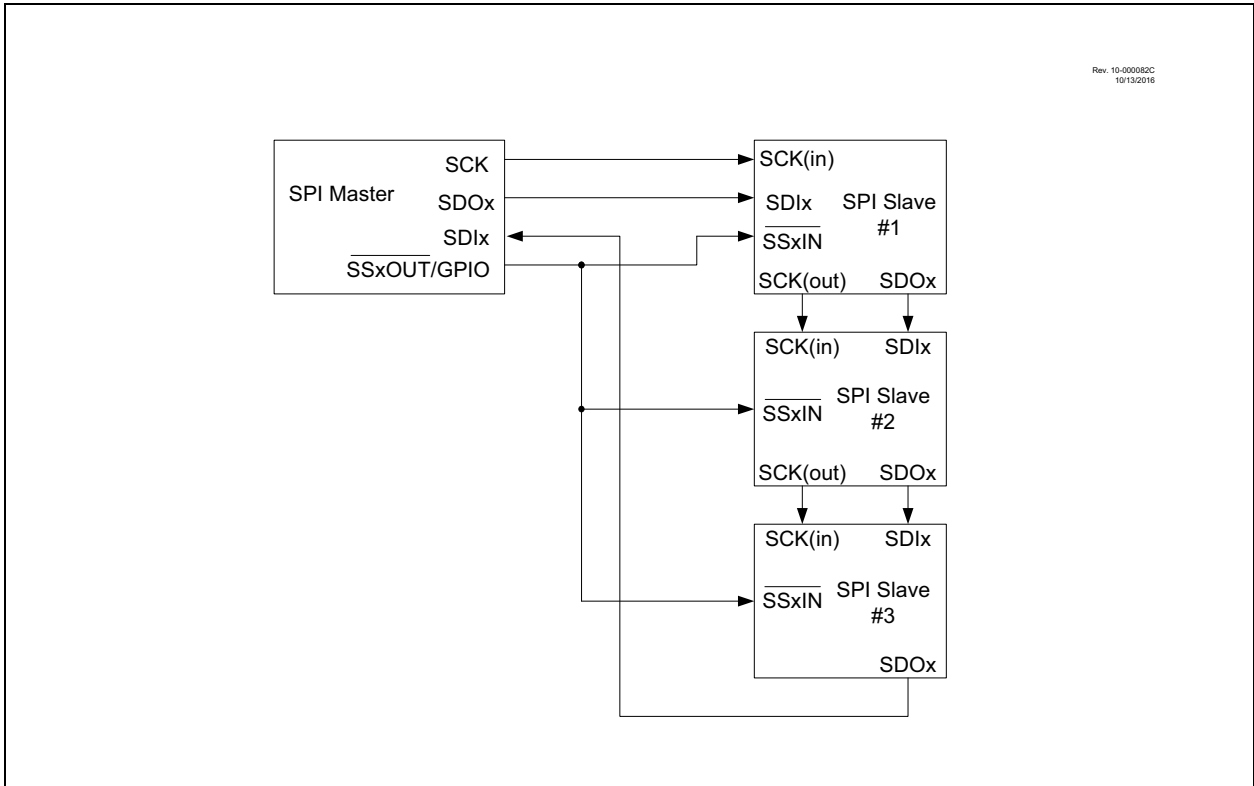 Rev. 10-000082C
10/13/2016
SPI Master
SCK
SDOx
SDIx
SSxOUT/GPIO
SCK(in)
SDIx
SSxIN
SPI Slave
#1
SCK(out) SDOx
SCK(in) SDIx
SSxIN
SPI Slave
#2
SCK(out) SDOx
SCK(in) SDIx
SSxIN
SPI Slave
#3
SDOx